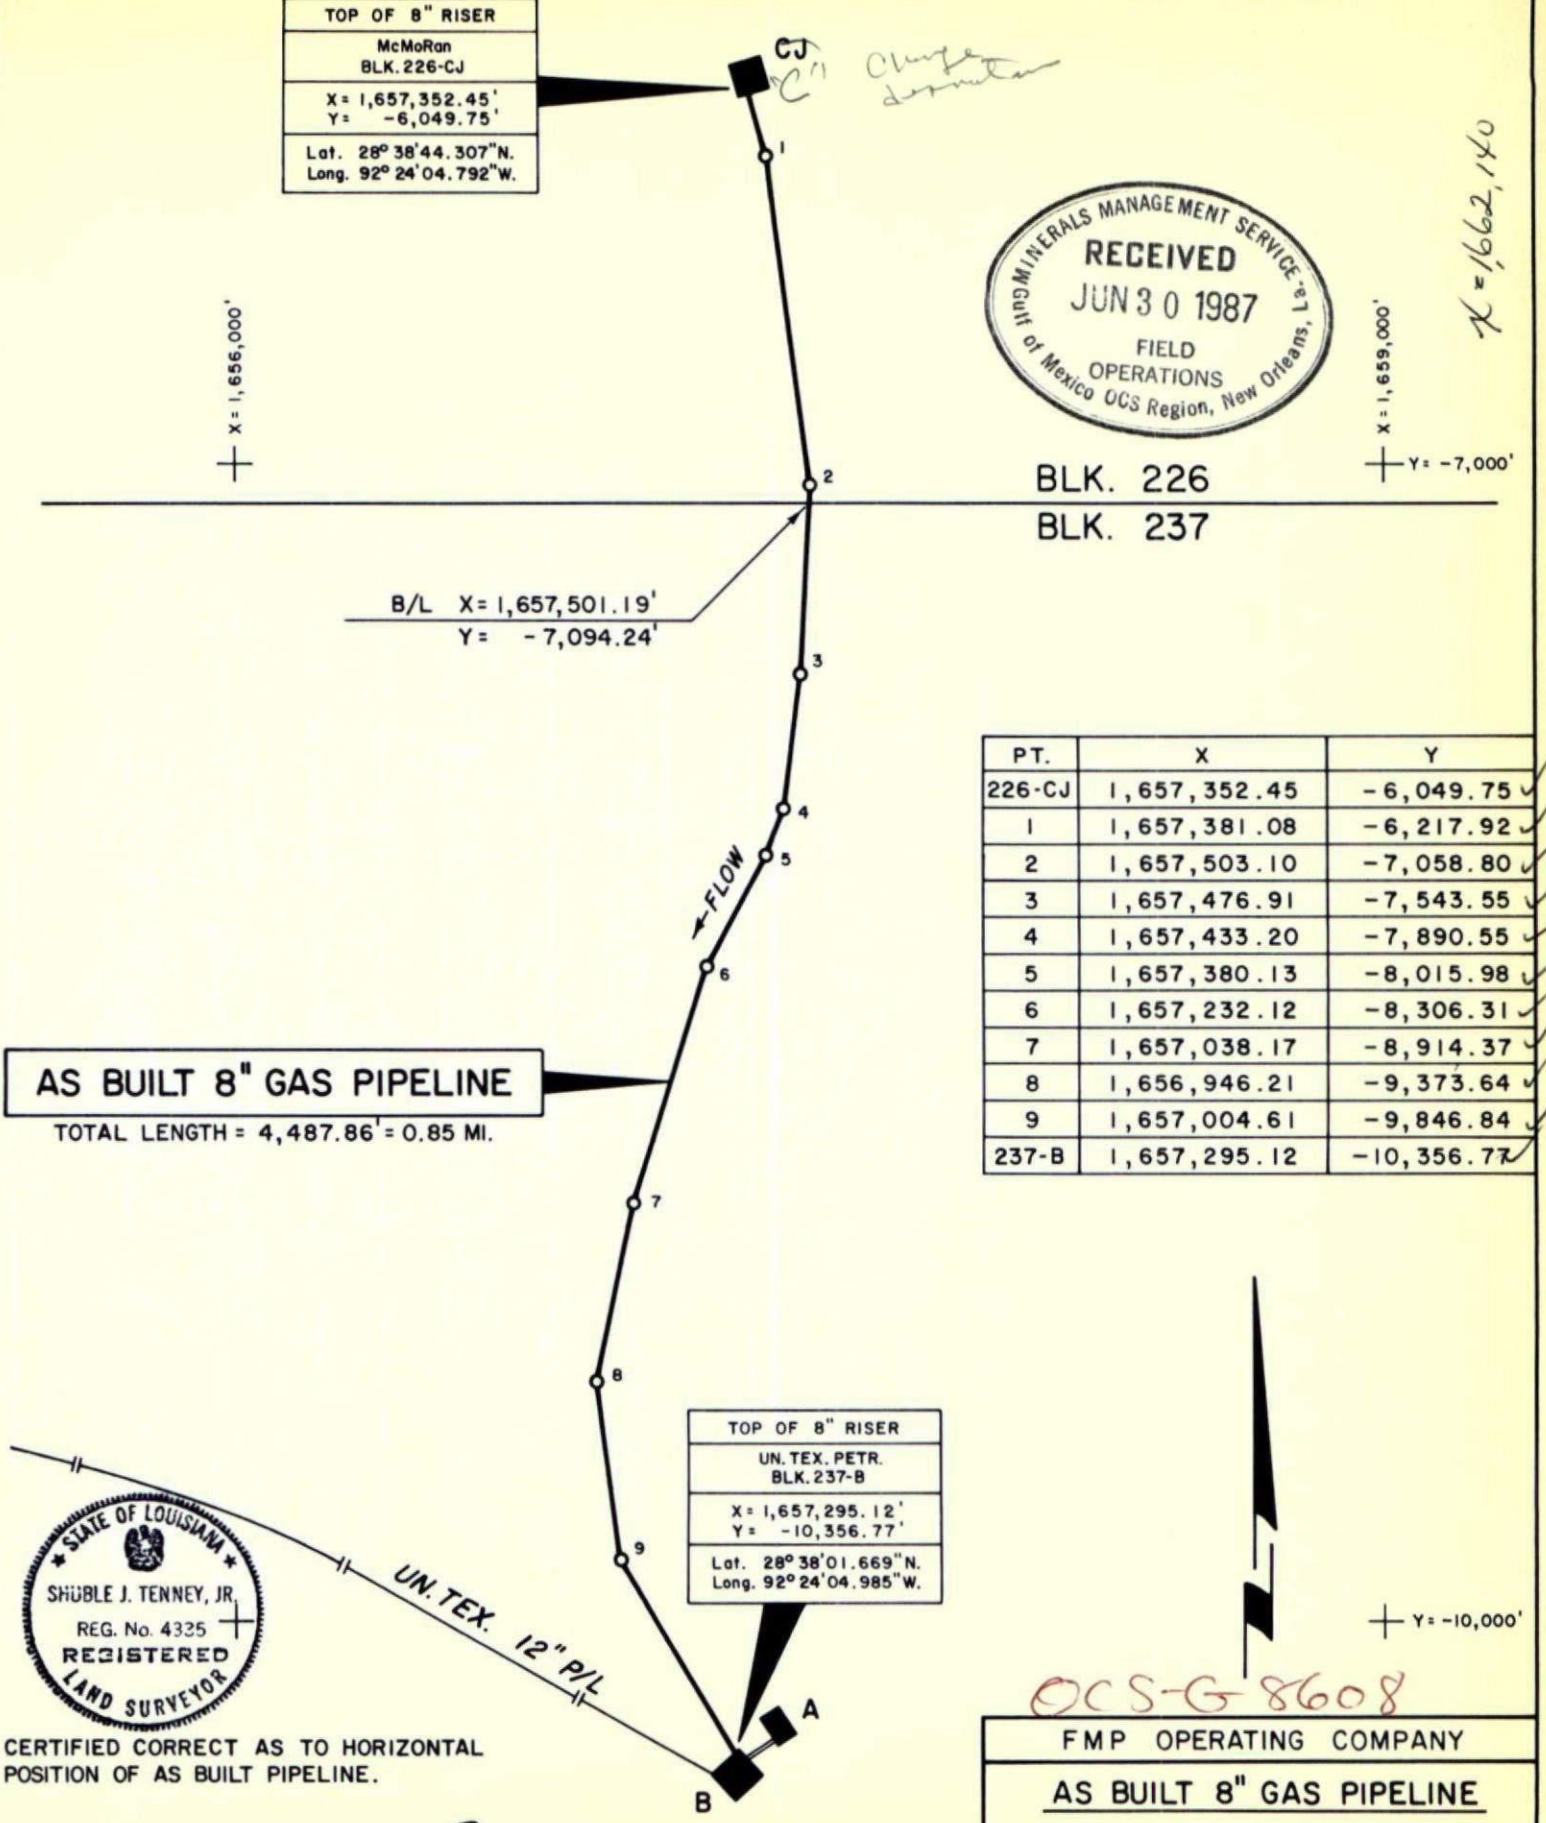 TOP OF 8" RISER
McMoRan
BLK. 226-CJ
X= 1,657,352.45'
Y= -6,049.75'
Lat. 28° 38' 44.307"N.
Long. 92° 24' 04.792"W.
CJ
"C" Change
1
MINERALS MANAGEMENT SERVICE
RECEIVED
JUN 30 1987
FIELD
OPERATIONS
Gulf of Mexico OCS Region, New Orleans, La.
X = 1,662,140
X = 1,656,000'
X = 1,659,000'
Y= -7,000'
2
BLK. 226
BLK. 237
B/L X= 1,657,501.19'
Y= -7,094.24'
3
4
5
←FLOW
6
PT. X Y
226-CJ 1,657,352.45 -6,049.75 ✓
1 1,657,381.08 -6,217.92 ✓
2 1,657,503.10 -7,058.80 ✓
3 1,657,476.91 -7,543.55 ✓
4 1,657,433.20 -7,890.55 ✓
5 1,657,380.13 -8,015.98 ✓
6 1,657,232.12 -8,306.31 ✓
7 1,657,038.17 -8,914.37 ✓
8 1,656,946.21 -9,373.64 ✓
9 1,657,004.61 -9,846.84 ✓
237-B 1,657,295.12 -10,356.77 ✓
AS BUILT 8" GAS PIPELINE
TOTAL LENGTH = 4,487.86' = 0.85 MI.
7
8
9
TOP OF 8" RISER
UN. TEX. PETR.
BLK. 237-B
X= 1,657,295.12'
Y= -10,356.77'
Lat. 28° 38' 01.669"N.
Long. 92° 24' 04.985"W.
STATE OF LOUISIANA
SHUBLE J. TENNEY, JR.
REG. No. 4335
REGISTERED
LAND SURVEYOR
UN. TEX. 12" P/L
Y= -10,000'
A
B
CERTIFIED CORRECT AS TO HORIZONTAL
POSITION OF AS BUILT PIPELINE.
OCS-G-8608
FMP OPERATING COMPANY
AS BUILT 8" GAS PIPELINE